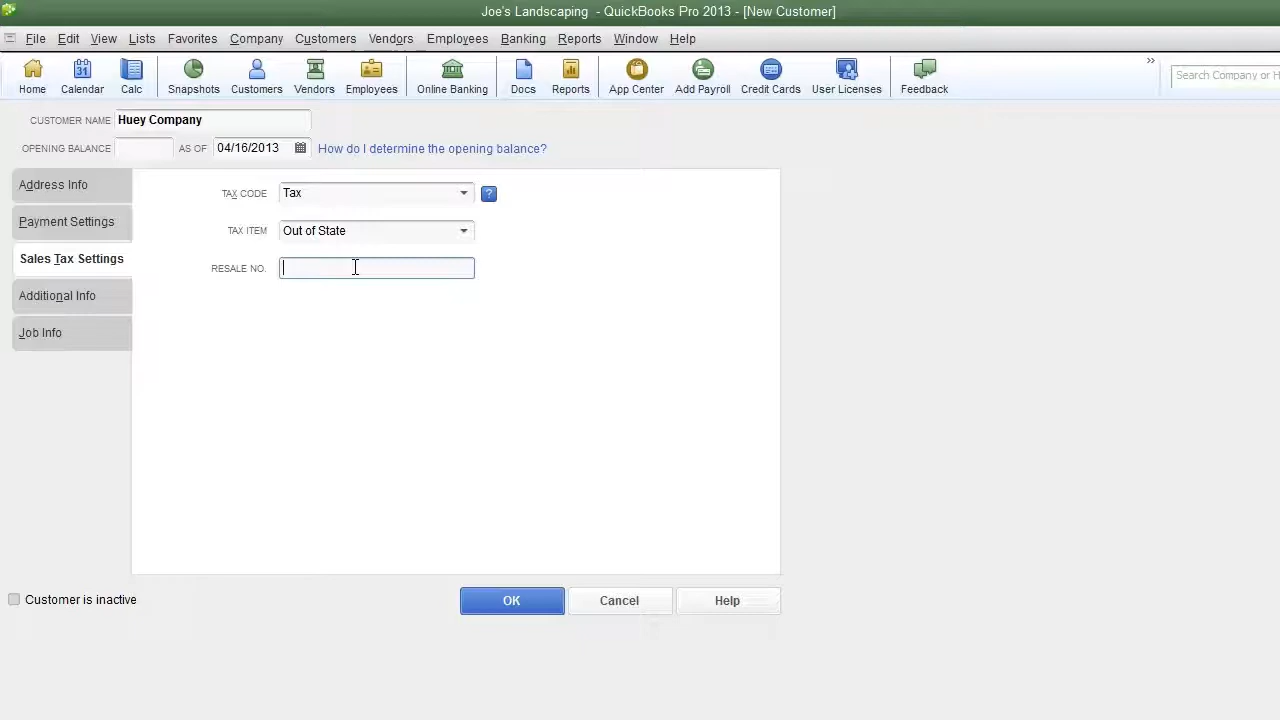 Joe's Landscaping - QuickBooks Pro 2013 - [New Customer]
File Edit View Lists Favorites Company Customers Vendors Employees Banking Reports Window Help
Home Calendar Calc Snapshots Customers Vendors Employees Online Banking Docs Reports App Center Add Payroll Credit Cards User Licenses Feedback » Search Company or H
31
CUSTOMER NAME Huey Company
OPENING BALANCE AS OF 04/16/2013 How do I determine the opening balance?
Address Info
Payment Settings
Sales Tax Settings
Additional Info
Job Info
TAX CODE Tax ?
TAX ITEM Out of State
RESALE NO.
Customer is inactive
OK Cancel Help